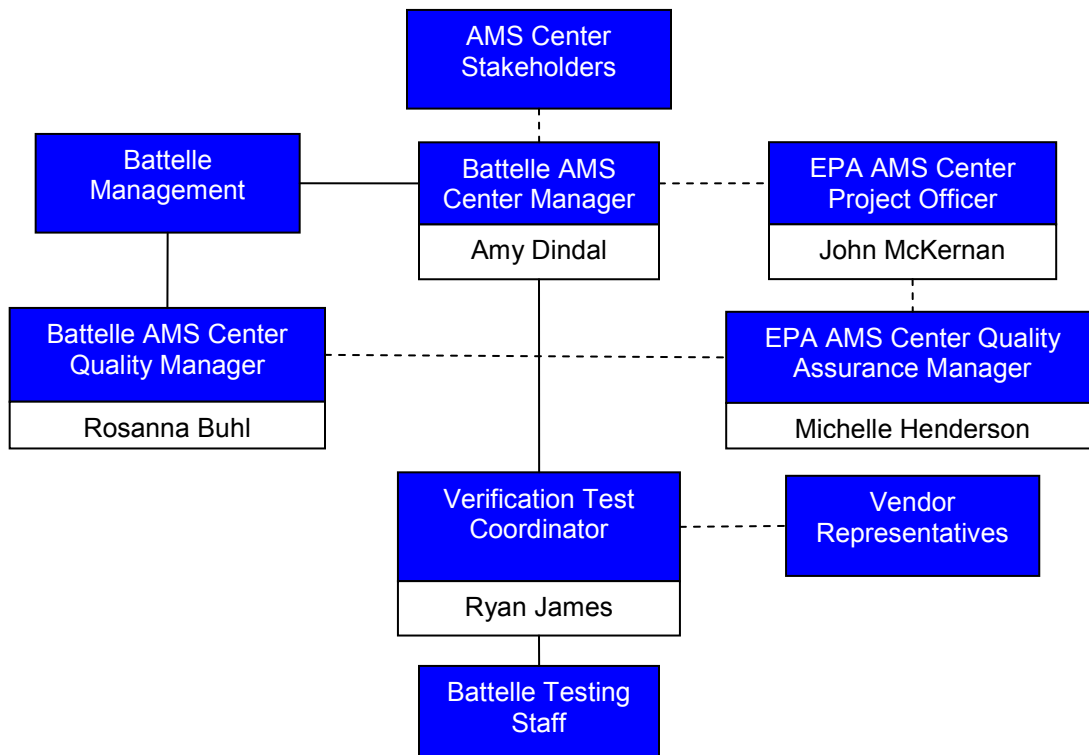 AMS Center
Stakeholders
Battelle
Management
Battelle AMS
Center Manager
Amy Dindal
EPA AMS Center
Project Officer
John McKernan
Battelle AMS Center
Quality Manager
Rosanna Buhl
EPA AMS Center Quality
Assurance Manager
Michelle Henderson
Verification Test
Coordinator
Ryan James
Vendor
Representatives
Battelle Testing
Staff